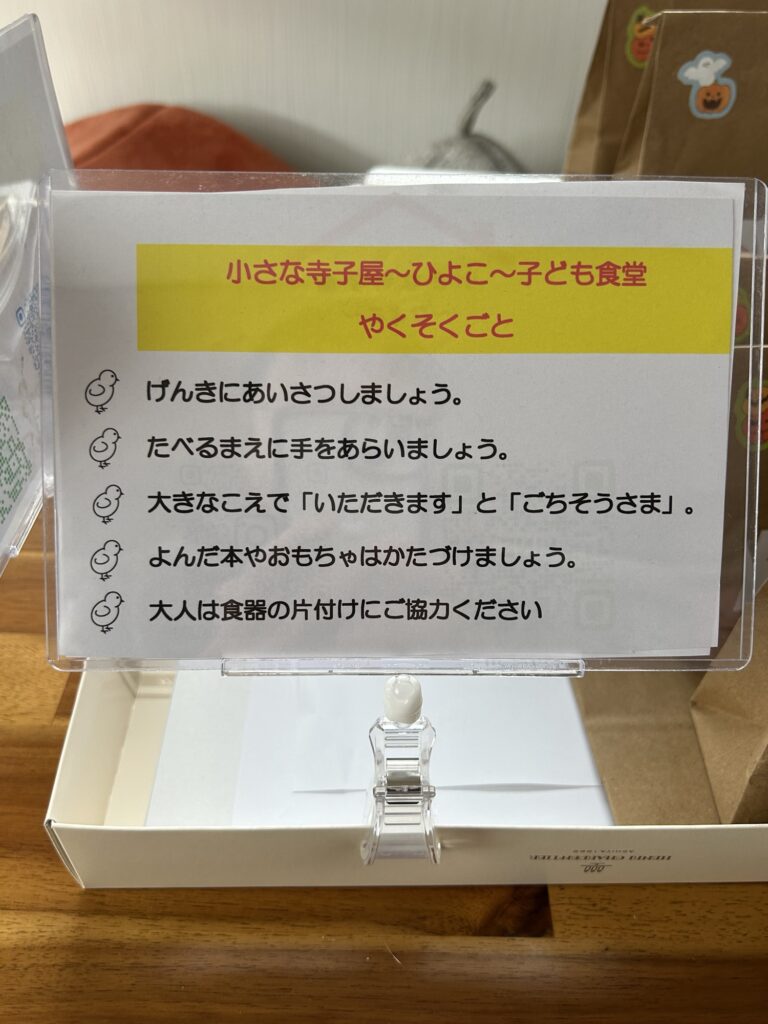 小さな寺子屋～ひよこ～子ども食堂
やくそくごと
げんきにあいさつしましょう。
たべるまえに手をあらいましょう。
大きなこえで「いただきます」と「ごちそうさま」。
よんだ本やおもちゃはかたづけましょう。
大人は食器の片付けにご協力ください
HENRI CHARPENTIER
ASHIYA 1969